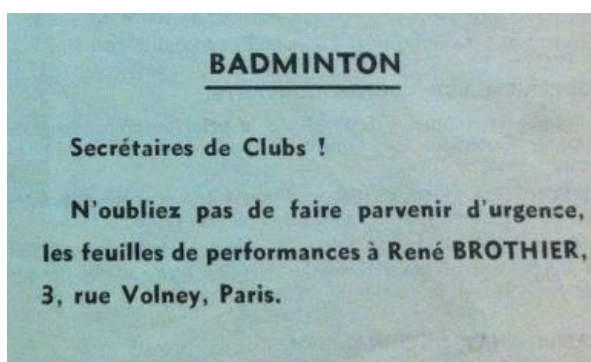 BADMINTON
Secrétaires de Clubs !
N'oubliez pas de faire parvenir d'urgence,
les feuilles de performances à René BROTHIER,
3, rue Volney, Paris.